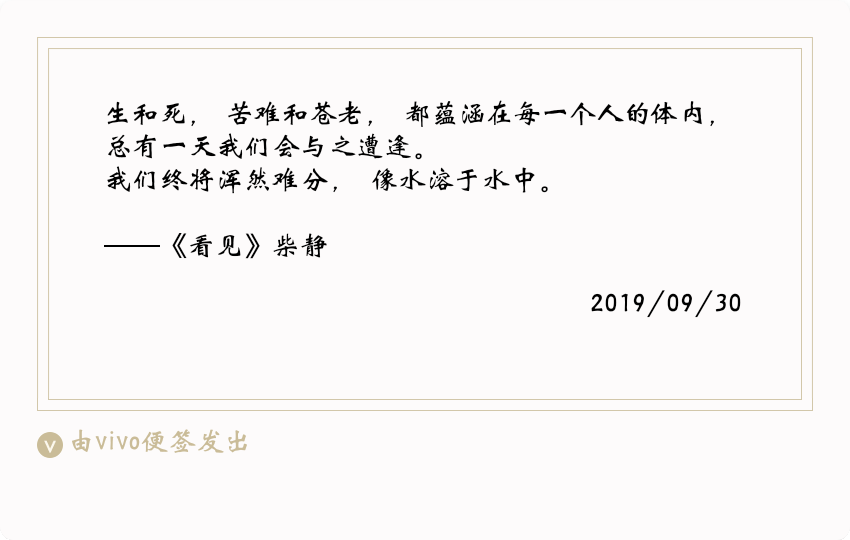 生和死， 苦难和苍老， 都蕴涵在每一个人的体内，
总有一天我们会与之遭逢。
我们终将浑然难分， 像水溶于水中。
——《看见》柴静
2019/09/30
v 由vivo便签发出